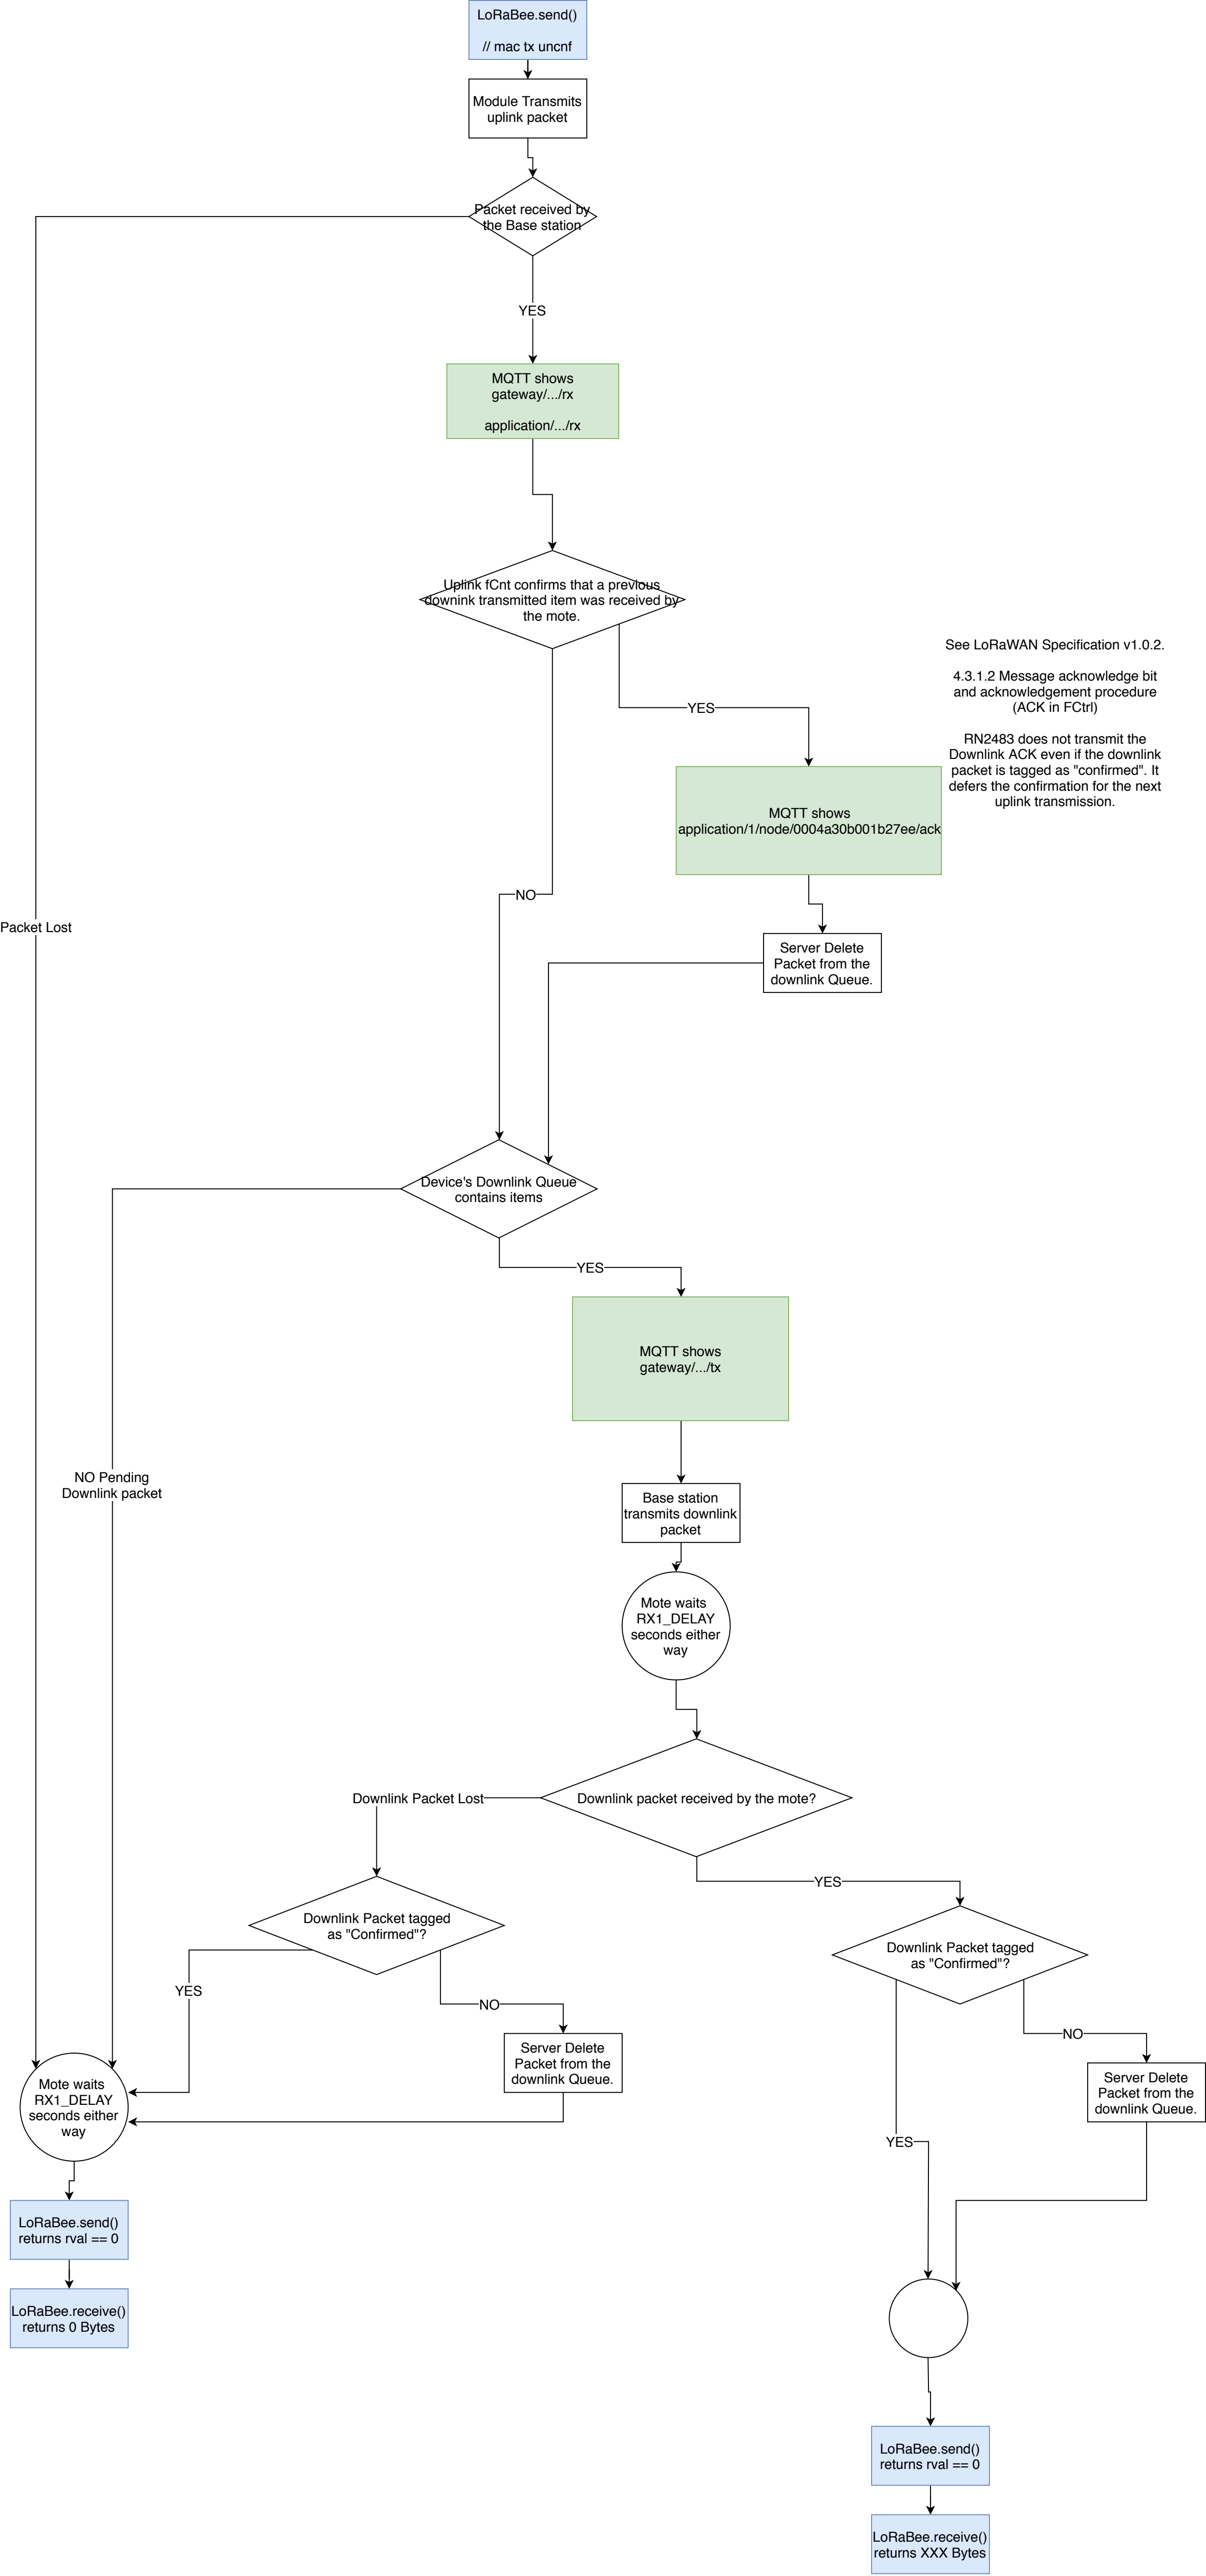 LoRaBee.send()
// mac tx uncnf
Module Transmits
uplink packet
Packet received by
the Base station
YES
MQTT shows
gateway/.../rx
application/.../rx
Uplink fCnt confirms that a previous
downink transmitted item was received by
the mote.
See LoRaWAN Specification v1.0.2.
4.3.1.2 Message acknowledge bit
and acknowledgement procedure
(ACK in FCtrl)
RN2483 does not transmit the
Downlink ACK even if the downlink
packet is tagged as "confirmed". It
defers the confirmation for the next
uplink transmission.
YES
MQTT shows
application/1/node/0004a30b001b27ee/ack
NO
Packet Lost
Server Delete
Packet from the
downlink Queue.
Device's Downlink Queue
contains items
YES
MQTT shows
gateway/.../tx
NO Pending
Downlink packet
Base station
transmits downlink
packet
Mote waits
RX1_DELAY
seconds either
way
Downlink packet received by the mote?
Downlink Packet Lost
YES
Downlink Packet tagged
as "Confirmed"?
Downlink Packet tagged
as "Confirmed"?
YES
NO
NO
Server Delete
Packet from the
downlink Queue.
Server Delete
Packet from the
downlink Queue.
Mote waits
RX1_DELAY
seconds either
way
YES
LoRaBee.send()
returns rval == 0
LoRaBee.receive()
returns 0 Bytes
LoRaBee.send()
returns rval == 0
LoRaBee.receive()
returns XXX Bytes